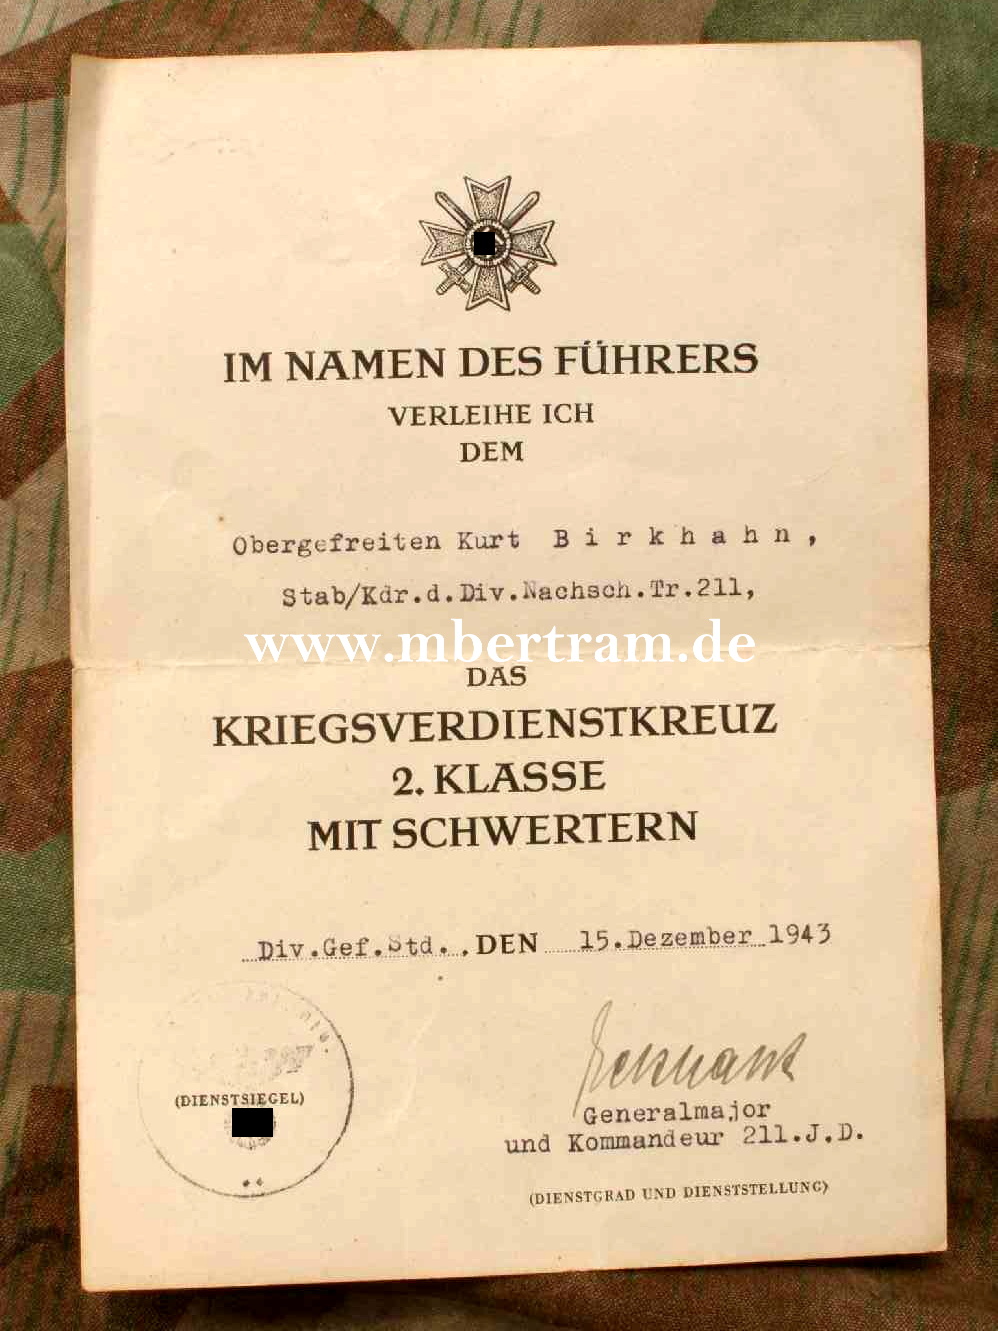 IM NAMEN DES FÜHRERS
VERLEIHE ICH
DEM
Obergefreiten Kurt B i r k h a h n ,
Stab/Kdr.d.Div.Nachsch.Tr.211,
www.mbertram.de
DAS
KRIEGSVERDIENSTKREUZ
2. KLASSE
MIT SCHWERTERN
Div.Gef.Std. , DEN 15.Dezember 1943
(DIENSTSIEGEL)
Generalmajor
und Kommandeur 211.J.D.
(DIENSTGRAD UND DIENSTSTELLUNG)